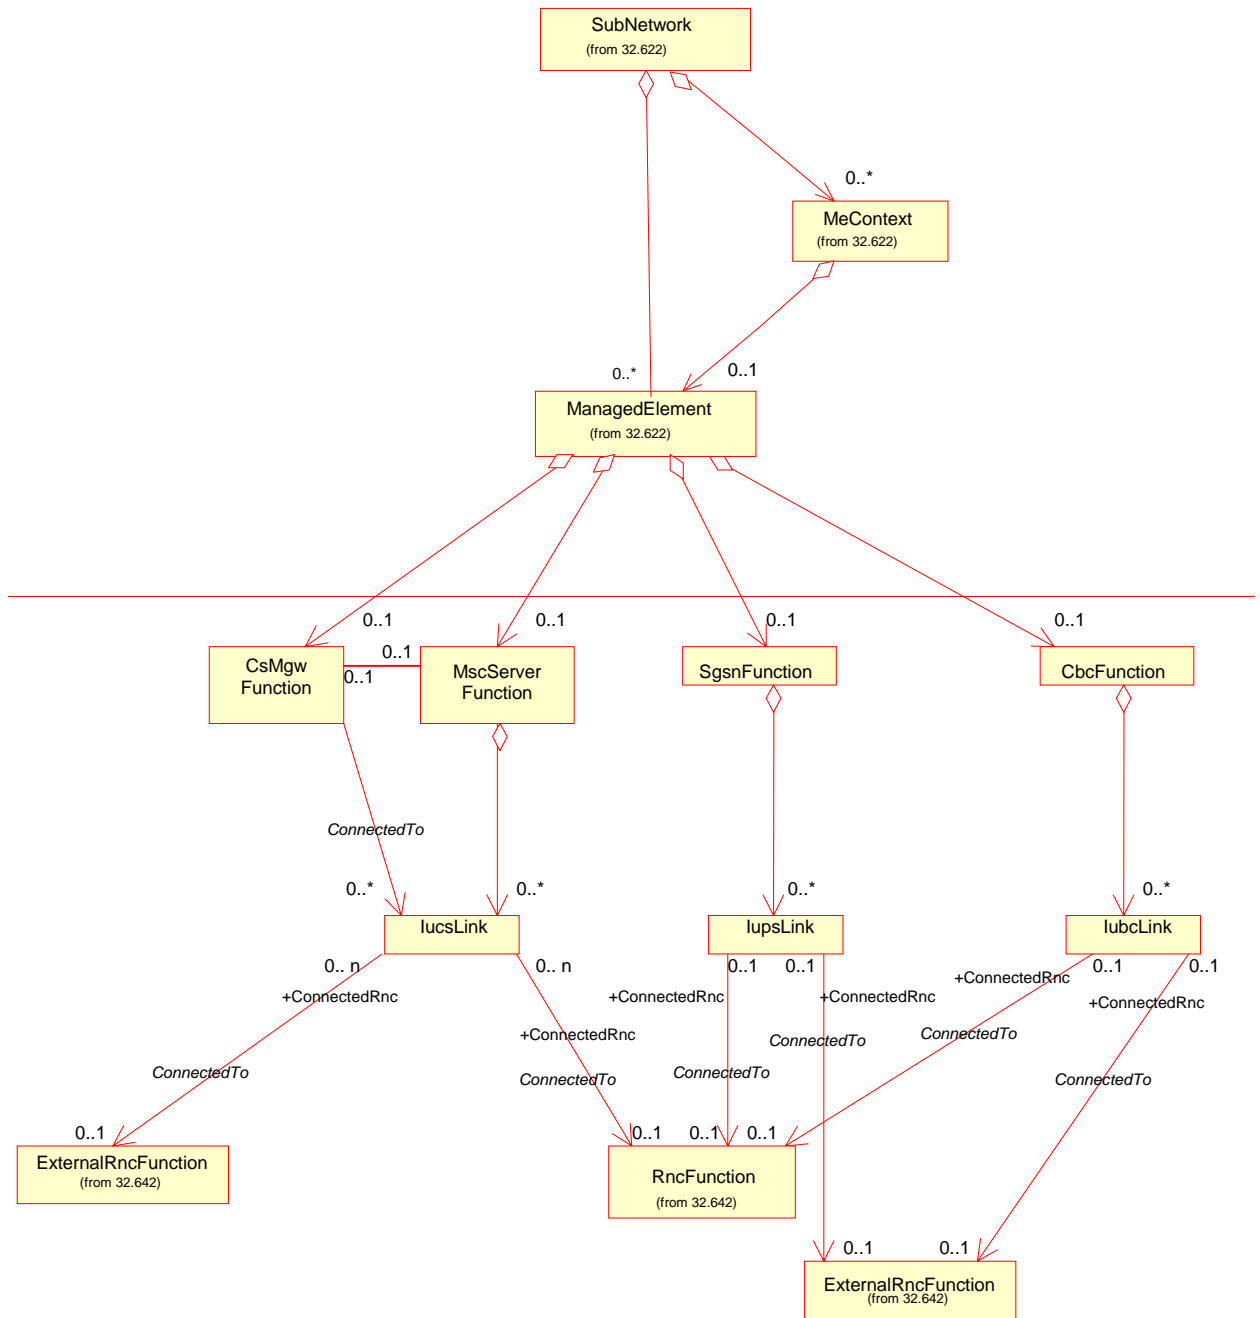 SubNetwork
(from 32.622)
0..*
MeContext
(from 32.622)
0..*
0..1
ManagedElement
(from 32.622)
0..1
0..1
0..1
0..1
0..1
0..1
CsMgw
Function
MscServer
Function
SgsnFunction
CbcFunction
ConnectedTo
0..*
0..*
0..*
0..*
IucsLink
IupsLink
IubcLink
0.. n
0.. n
0..1
0..1
0..1
0..1
+ConnectedRnc
+ConnectedRnc
+ConnectedRnc
+ConnectedRnc
+ConnectedRnc
+ConnectedRnc
ConnectedTo
ConnectedTo
ConnectedTo
ConnectedTo
ConnectedTo
ConnectedTo
0..1
0..1
0..1
0..1
ExternalRncFunction
(from 32.642)
RncFunction
(from 32.642)
0..1
0..1
ExternalRncFunction
(from 32.642)